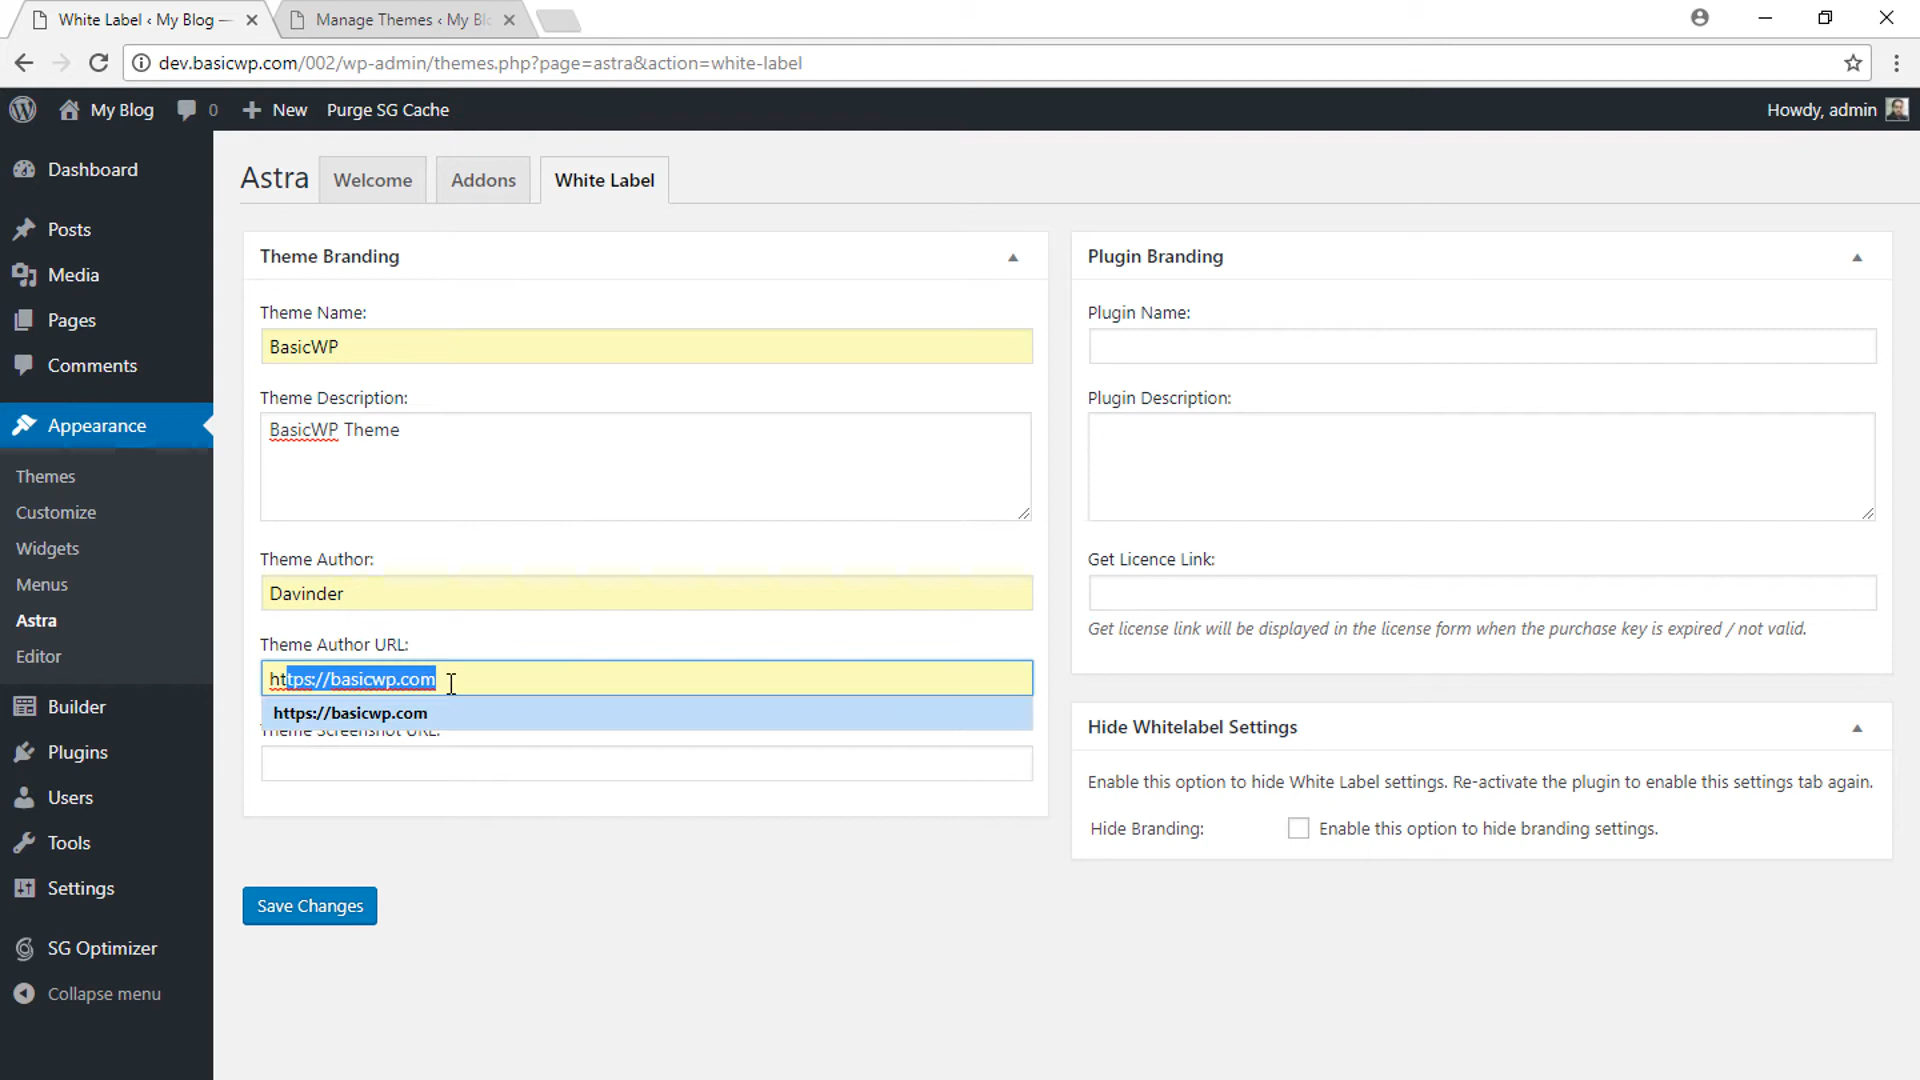 White Label ‹ My Blog —
Manage Themes ‹ My Bl
dev.basicwp.com/002/wp-admin/themes.php?page=astra&action=white-label
My Blog
0
New
Purge SG Cache
Howdy, admin
Dashboard
Posts
Media
Pages
Comments
Appearance
Themes
Customize
Widgets
Menus
Astra
Editor
Builder
Plugins
Users
Tools
Settings
SG Optimizer
Collapse menu
Astra
Welcome
Addons
White Label
Theme Branding
Theme Name:
BasicWP
Theme Description:
BasicWP Theme
Theme Author:
Davinder
Theme Author URL:
https://basicwp.com
https://basicwp.com
Theme Screenshot URL:
Save Changes
Plugin Branding
Plugin Name:
Plugin Description:
Get Licence Link:
Get license link will be displayed in the license form when the purchase key is expired / not valid.
Hide Whitelabel Settings
Enable this option to hide White Label settings. Re-activate the plugin to enable this settings tab again.
Hide Branding:
Enable this option to hide branding settings.